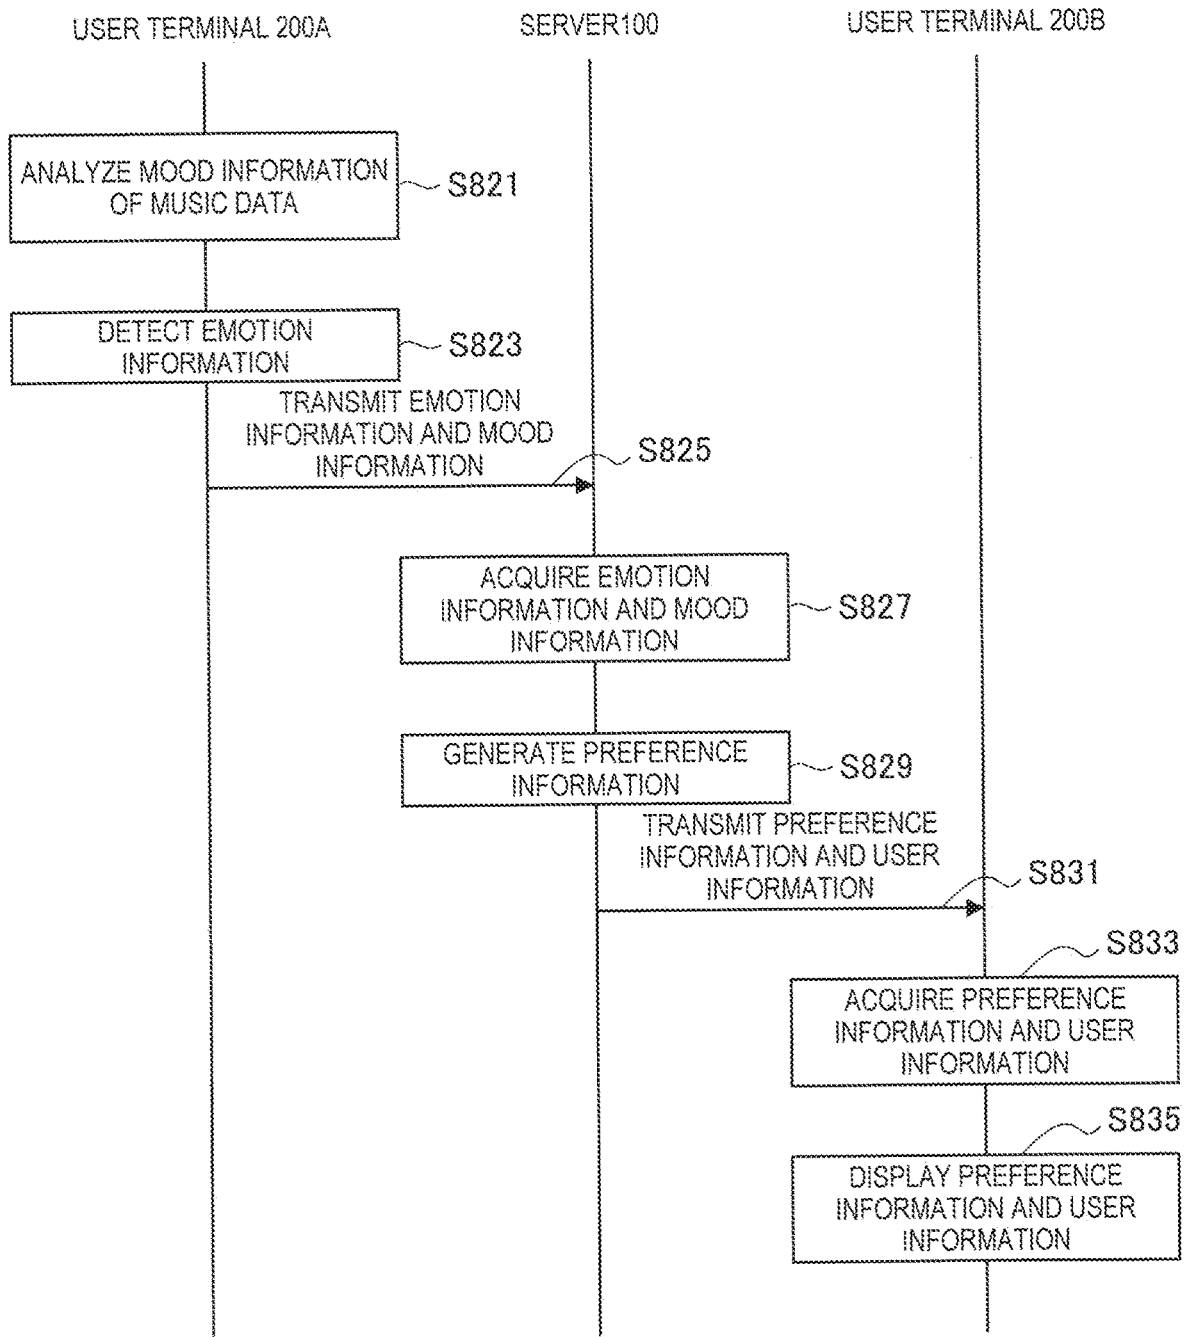 USER TERMINAL 200A
SERVER100
USER TERMINAL 200B
ANALYZE MOOD INFORMATION
OF MUSIC DATA
S821
DETECT EMOTION
INFORMATION
S823
TRANSMIT EMOTION
INFORMATION AND MOOD
INFORMATION
S825
ACQUIRE EMOTION
INFORMATION AND MOOD
INFORMATION
S827
GENERATE PREFERENCE
INFORMATION
S829
TRANSMIT PREFERENCE
INFORMATION AND USER
INFORMATION
S831
S833
ACQUIRE PREFERENCE
INFORMATION AND USER
INFORMATION
S835
DISPLAY PREFERENCE
INFORMATION AND USER
INFORMATION